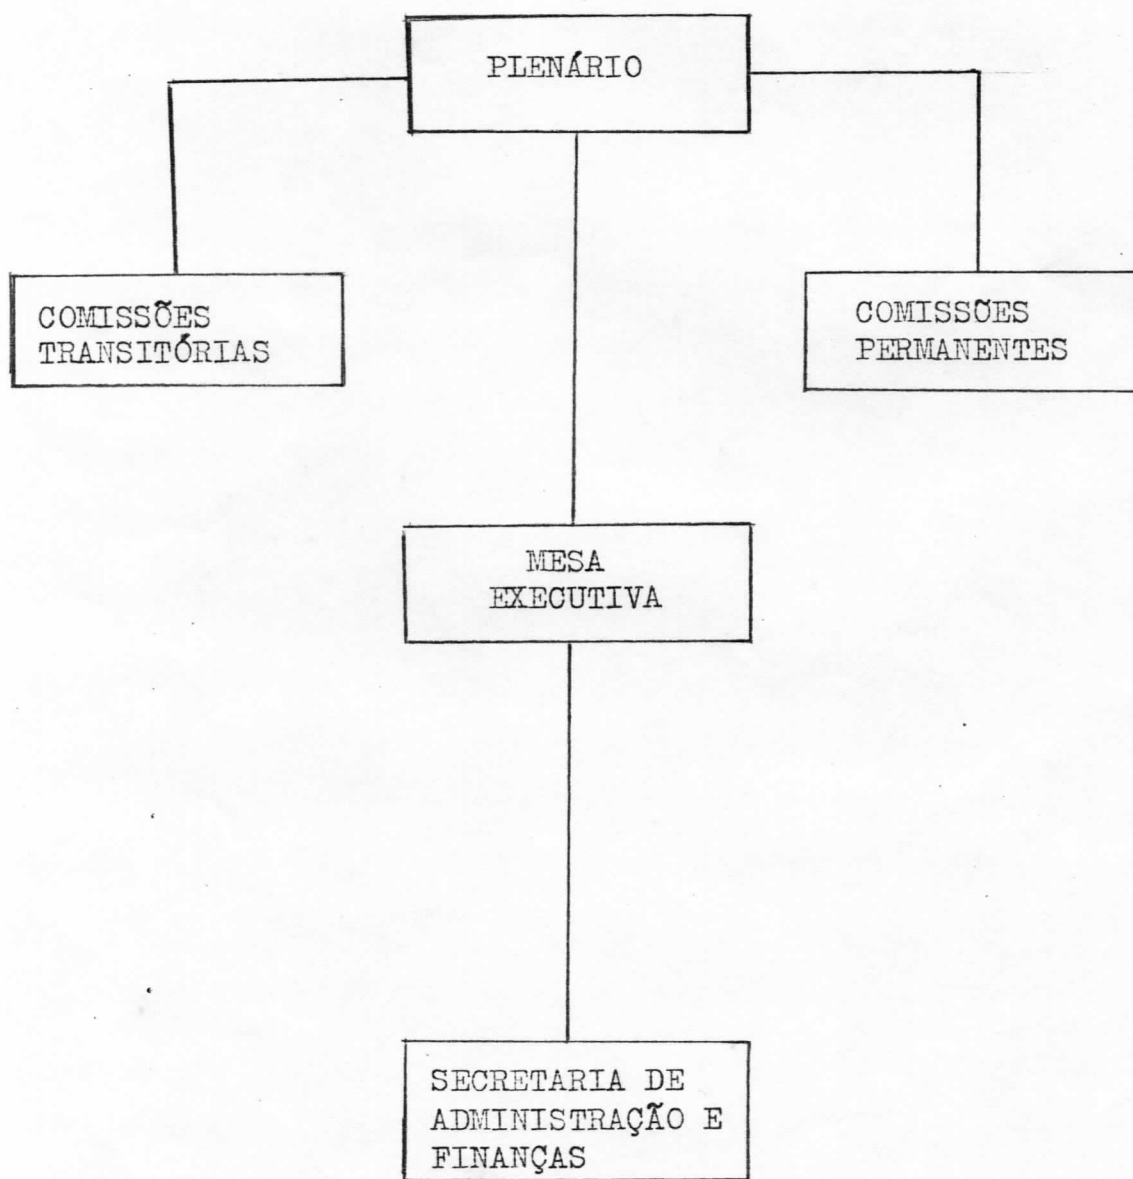 PLENÁRIO
COMISSÕES
TRANSITÓRIAS
COMISSÕES
PERMANENTES
MESA
EXECUTIVA
SECRETARIA DE
ADMINISTRAÇÃO E
FINANÇAS